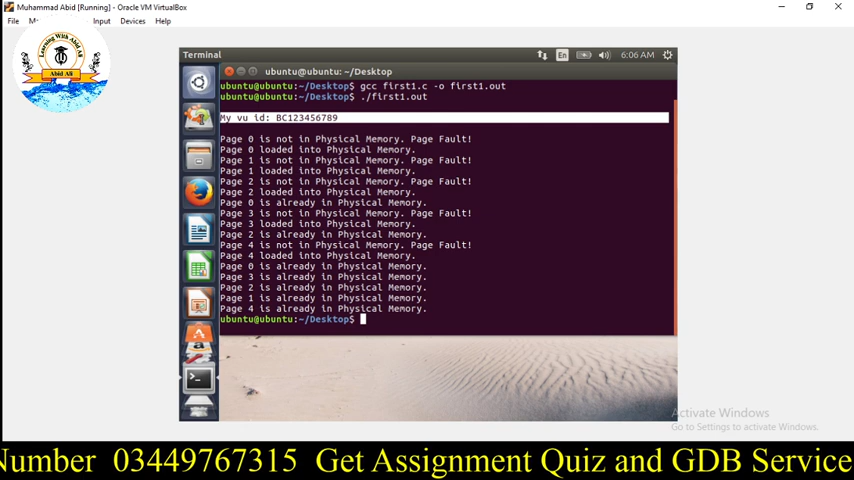 Muhammad Abid [Running] - Oracle VM VirtualBox
File
Input
Devices
Help
Learning With Abid Ali
Abid Ali
Terminal
En
6:06 AM
ubuntu@ubuntu: ~/Desktop
ubuntu@ubuntu:~/Desktop$ gcc first1.c -o first1.out
ubuntu@ubuntu:~/Desktop$ ./first1.out
My vu id: BC123456789
Page 0 is not in Physical Memory. Page Fault!
Page 0 loaded into Physical Memory.
Page 1 is not in Physical Memory. Page Fault!
Page 1 loaded into Physical Memory.
Page 2 is not in Physical Memory. Page Fault!
Page 2 loaded into Physical Memory.
Page 0 is already in Physical Memory.
Page 3 is not in Physical Memory. Page Fault!
Page 3 loaded into Physical Memory.
Page 2 is already in Physical Memory.
Page 4 is not in Physical Memory. Page Fault!
Page 4 loaded into Physical Memory.
Page 0 is already in Physical Memory.
Page 3 is already in Physical Memory.
Page 2 is already in Physical Memory.
Page 1 is already in Physical Memory.
Page 4 is already in Physical Memory.
ubuntu@ubuntu:~/Desktop$
Activate Windows
Go to Settings to activate Windows.
Number 03449767315 Get Assignment Quiz and GDB Service